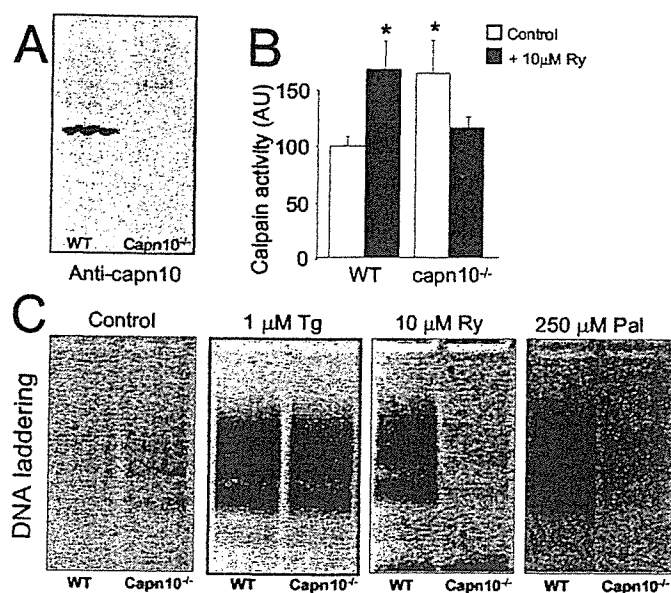 A
WT Capn10-/-
Anti-capn10
B
* *
Control
+ 10µM Ry
Calpain activity (AU)
150
100
50
0
WT capn10-/-
C
Control
1 µM Tg
10 µM Ry
250 µM Pal
DNA laddering
WT Capn10-/-
WT Capn10-/-
WT Capn10-/-
WT Capn10-/-